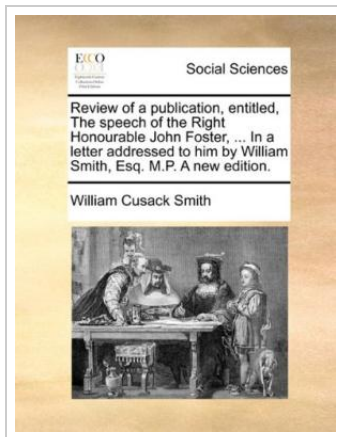 ECCO
Social Sciences
Review of a publication, entitled,
The speech of the Right
Honourable John Foster, ... In a
letter addressed to him by William
Smith, Esq. M.P. A new edition.
William Cusack Smith